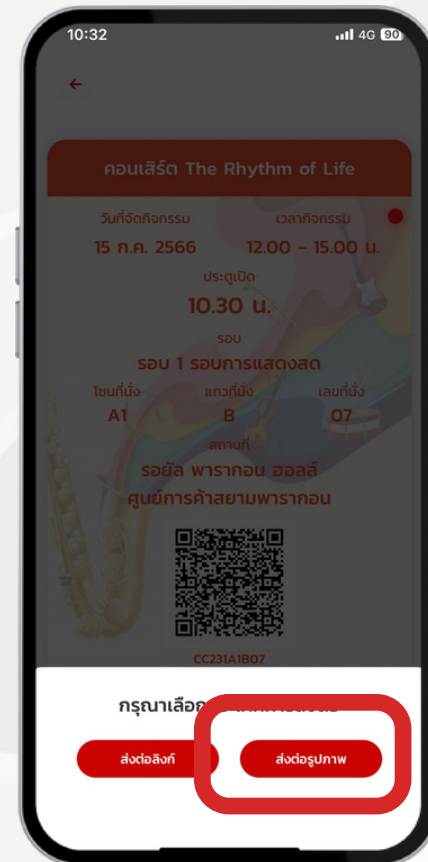 10:32 4G 90
คอนเสิร์ต The Rhythm of Life
วันที่จัดกิจกรรม เวลากิจกรรม
15 ก.ค. 2566 12.00 - 15.00 น.
ประตูเปิด
10.30 น.
รอบ
รอบ 1 รอบการแสดงสด
โซนที่นั่ง แถวที่นั่ง เลขที่นั่ง
A1 B 07
สถานที่
รอยัล พารากอน ฮอลล์
ศูนย์การค้าสยามพารากอน
CC231A1B07
กรุณาเลือก
ส่งต่อลิงก์ ส่งต่อรูปภาพ